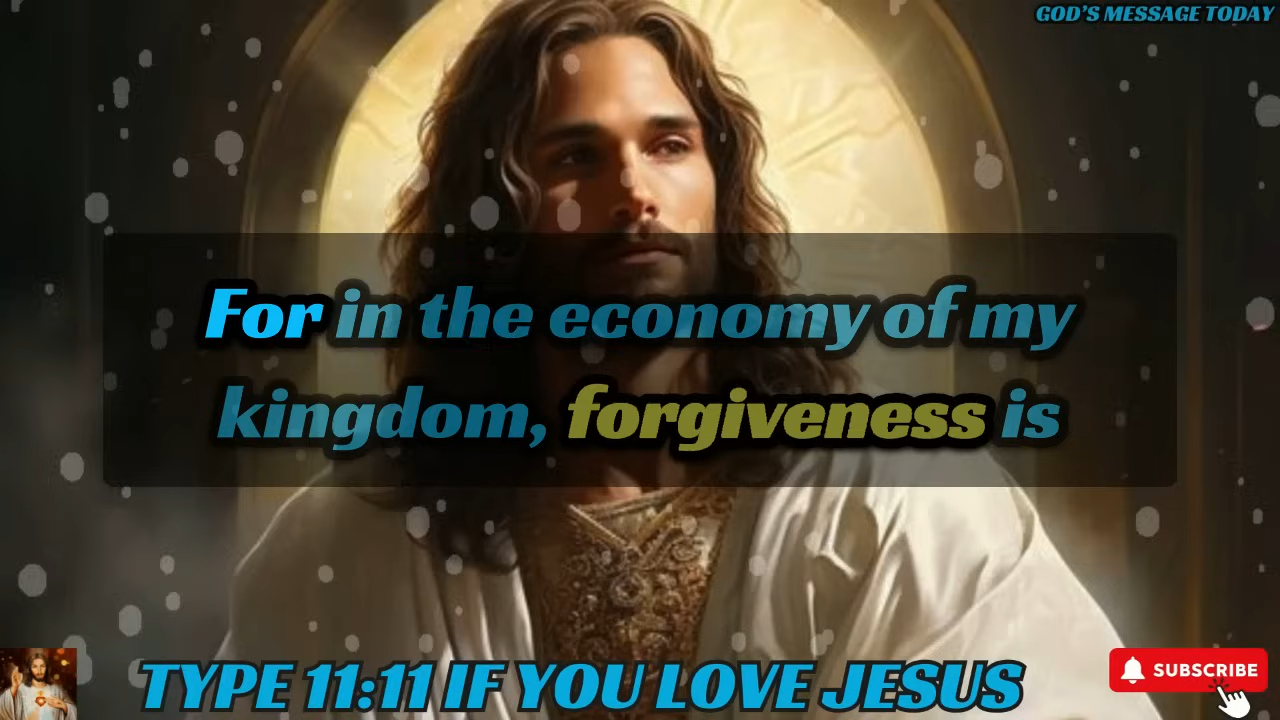 GOD'S MESSAGE TODAY
For in the economy of my
kingdom, forgiveness is
TYPE 11:11 IF YOU LOVE JESUS
SUBSCRIBE